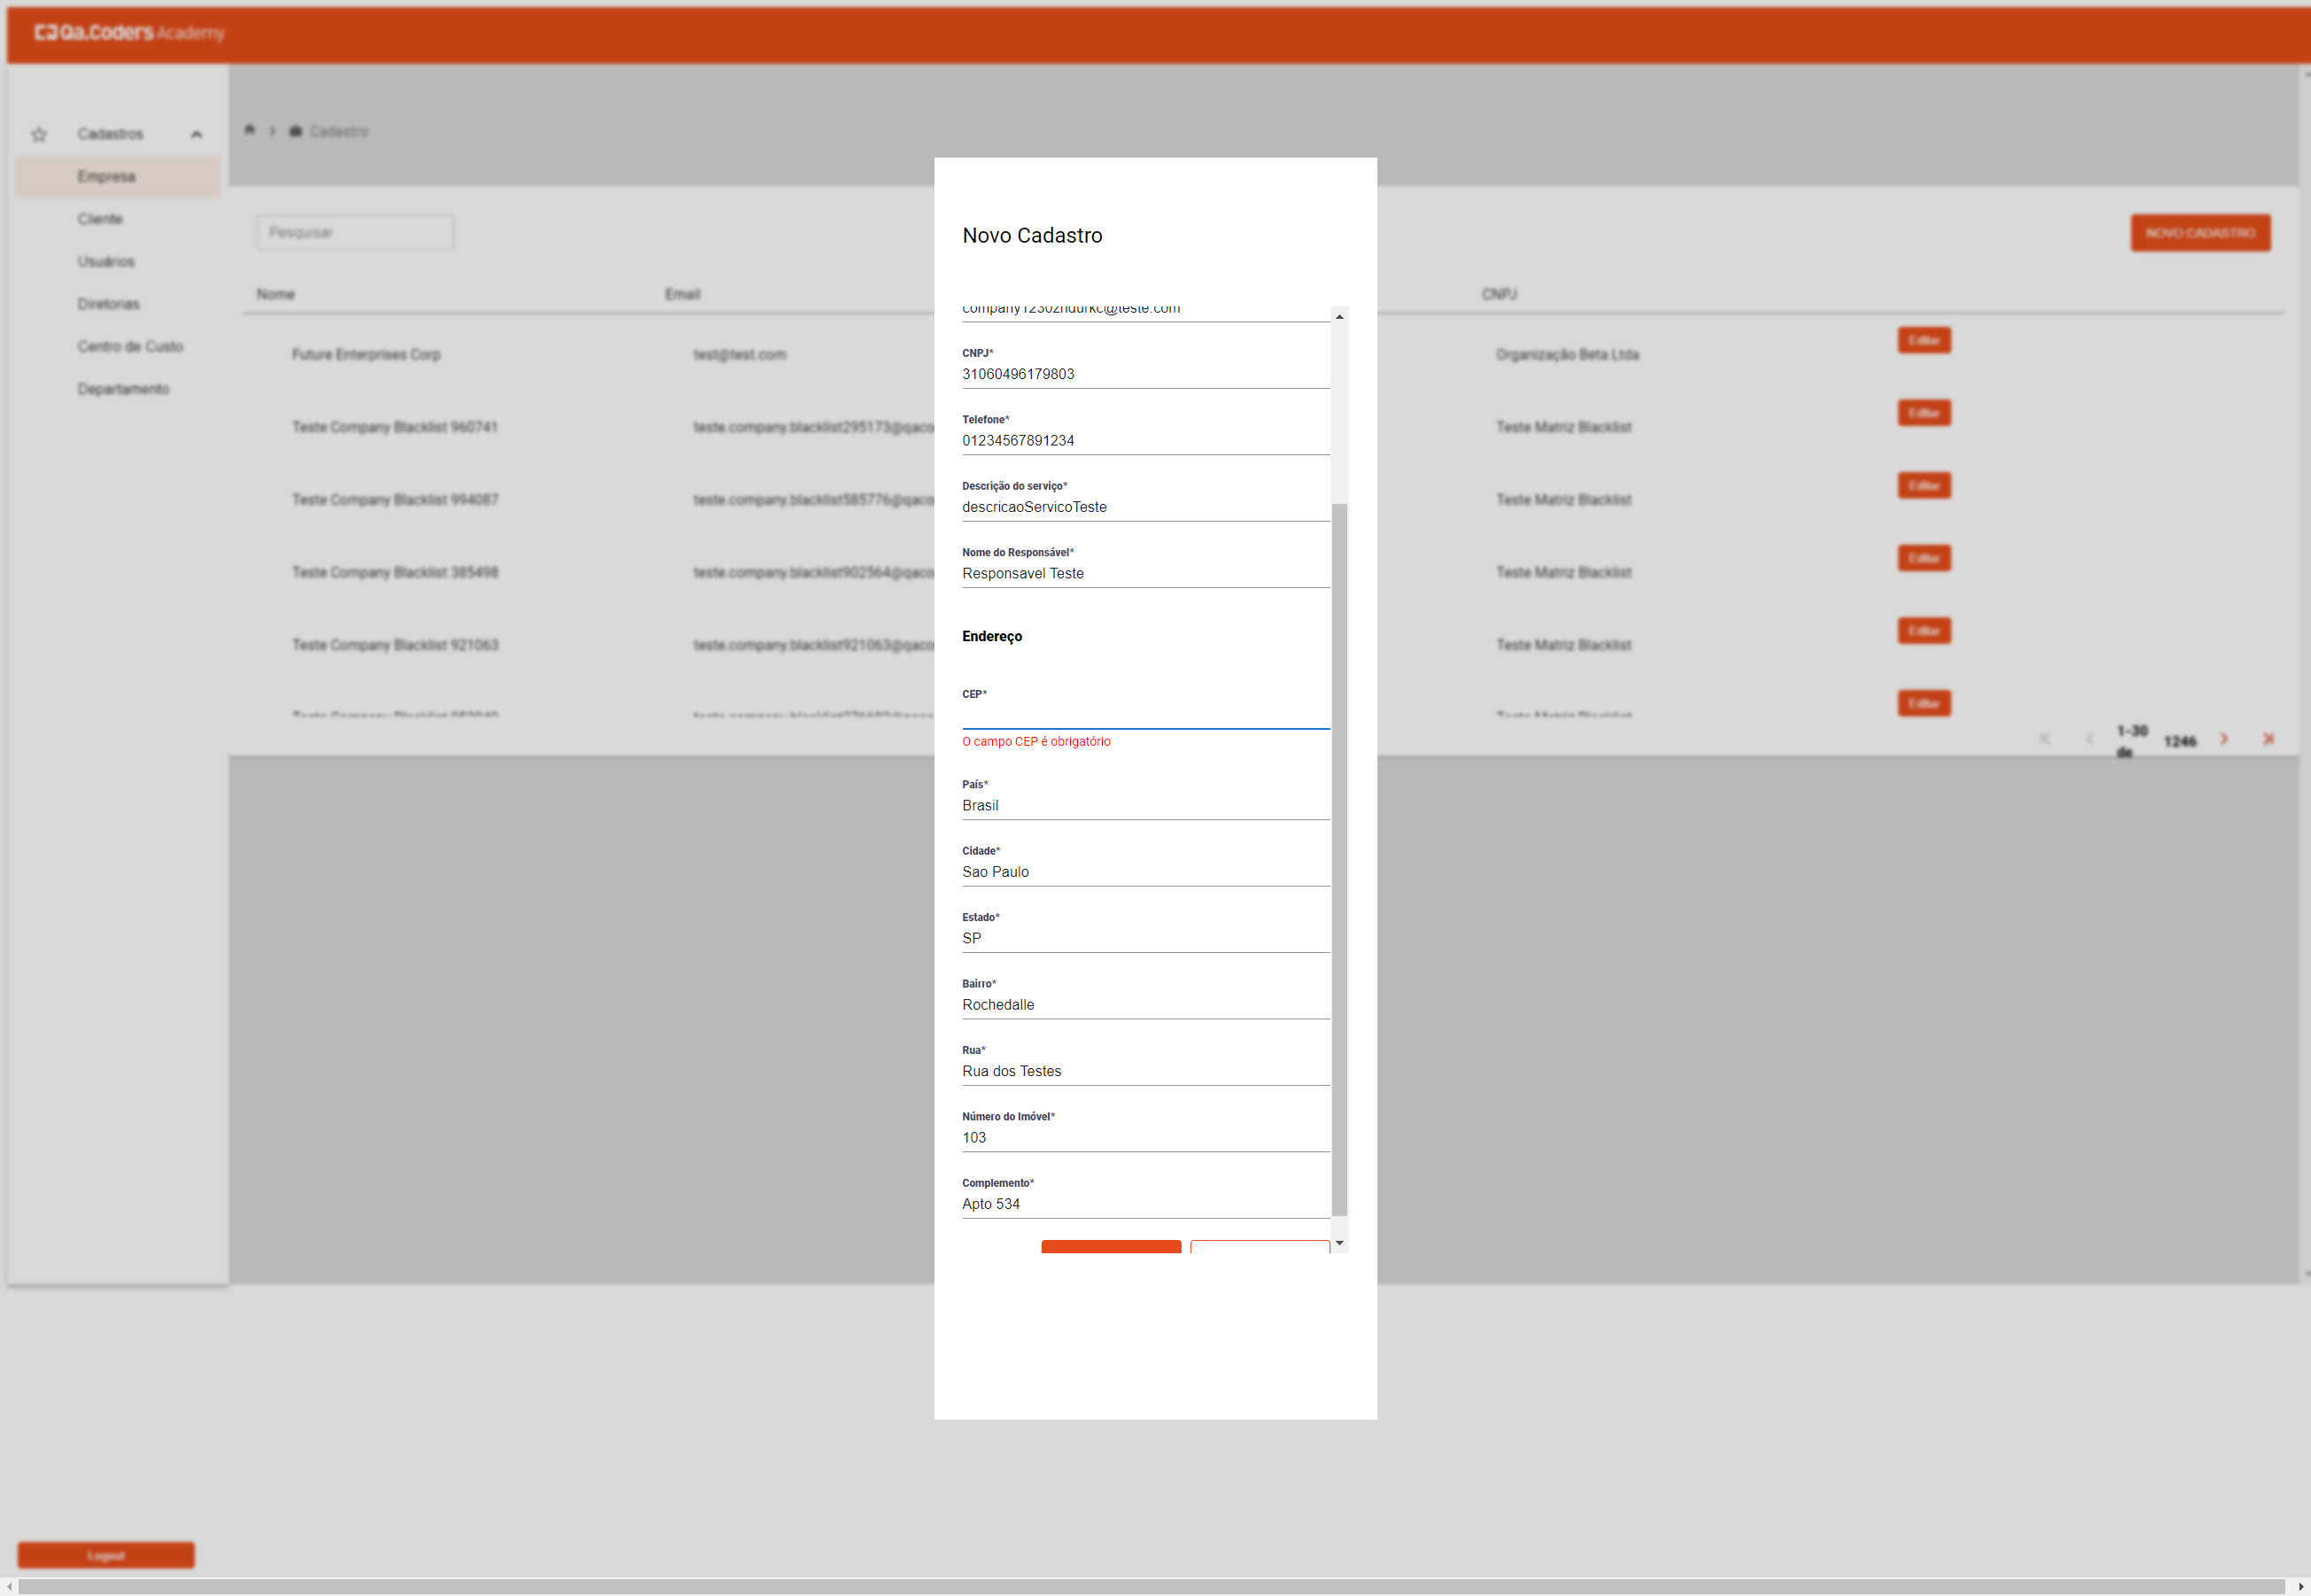 Qa.Coders Academy
Cadastros
Empresa
Cliente
Usuários
Diretorias
Centro de Custo
Departamento
Logout
Cadastro
Pesquisar
NOVO CADASTRO
Nome Email CNPJ
Future Enterprises Corp test@test.com Organização Beta Ltda Editar
Teste Company Blacklist 960741 teste.company.blacklist295173@qaco Teste Matriz Blacklist Editar
Teste Company Blacklist 994087 teste.company.blacklist585776@qaco Teste Matriz Blacklist Editar
Teste Company Blacklist 385498 teste.company.blacklist902564@qaco Teste Matriz Blacklist Editar
Teste Company Blacklist 921063 teste.company.blacklist921063@qaco Teste Matriz Blacklist Editar
Teste Company Blacklist Teste Matriz Blacklist Editar
1-30 de 1246
Novo Cadastro
CNPJ*
31060496179803
Telefone*
01234567891234
Descrição do serviço*
descricaoServicoTeste
Nome do Responsável*
Responsavel Teste
Endereço
CEP*
O campo CEP é obrigatório
País*
Brasil
Cidade*
Sao Paulo
Estado*
SP
Bairro*
Rochedalle
Rua*
Rua dos Testes
Número do Imóvel*
103
Complemento*
Apto 534